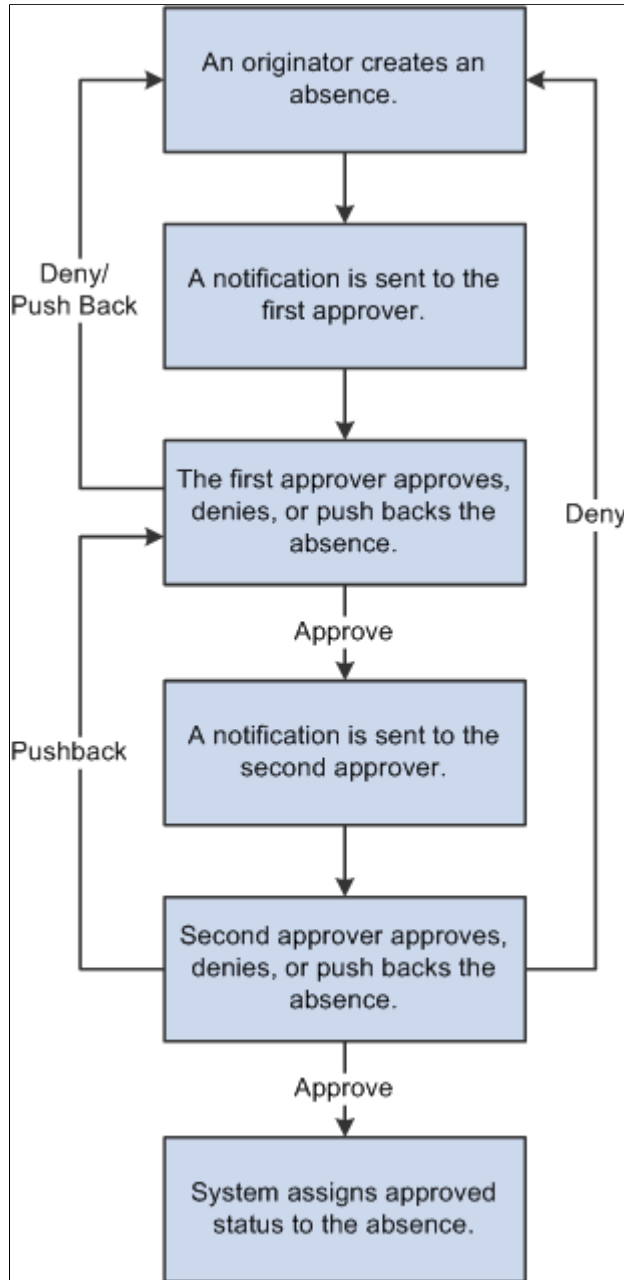 An originator creates an
absence.
Deny/
Push Back
A notification is sent to the
first approver.
The first approver approves,
denies, or push backs the
absence.
Deny
Approve
Pushback
A notification is sent to the
second approver.
Second approver approves,
denies, or push backs the
absence.
Approve
System assigns approved
status to the absence.